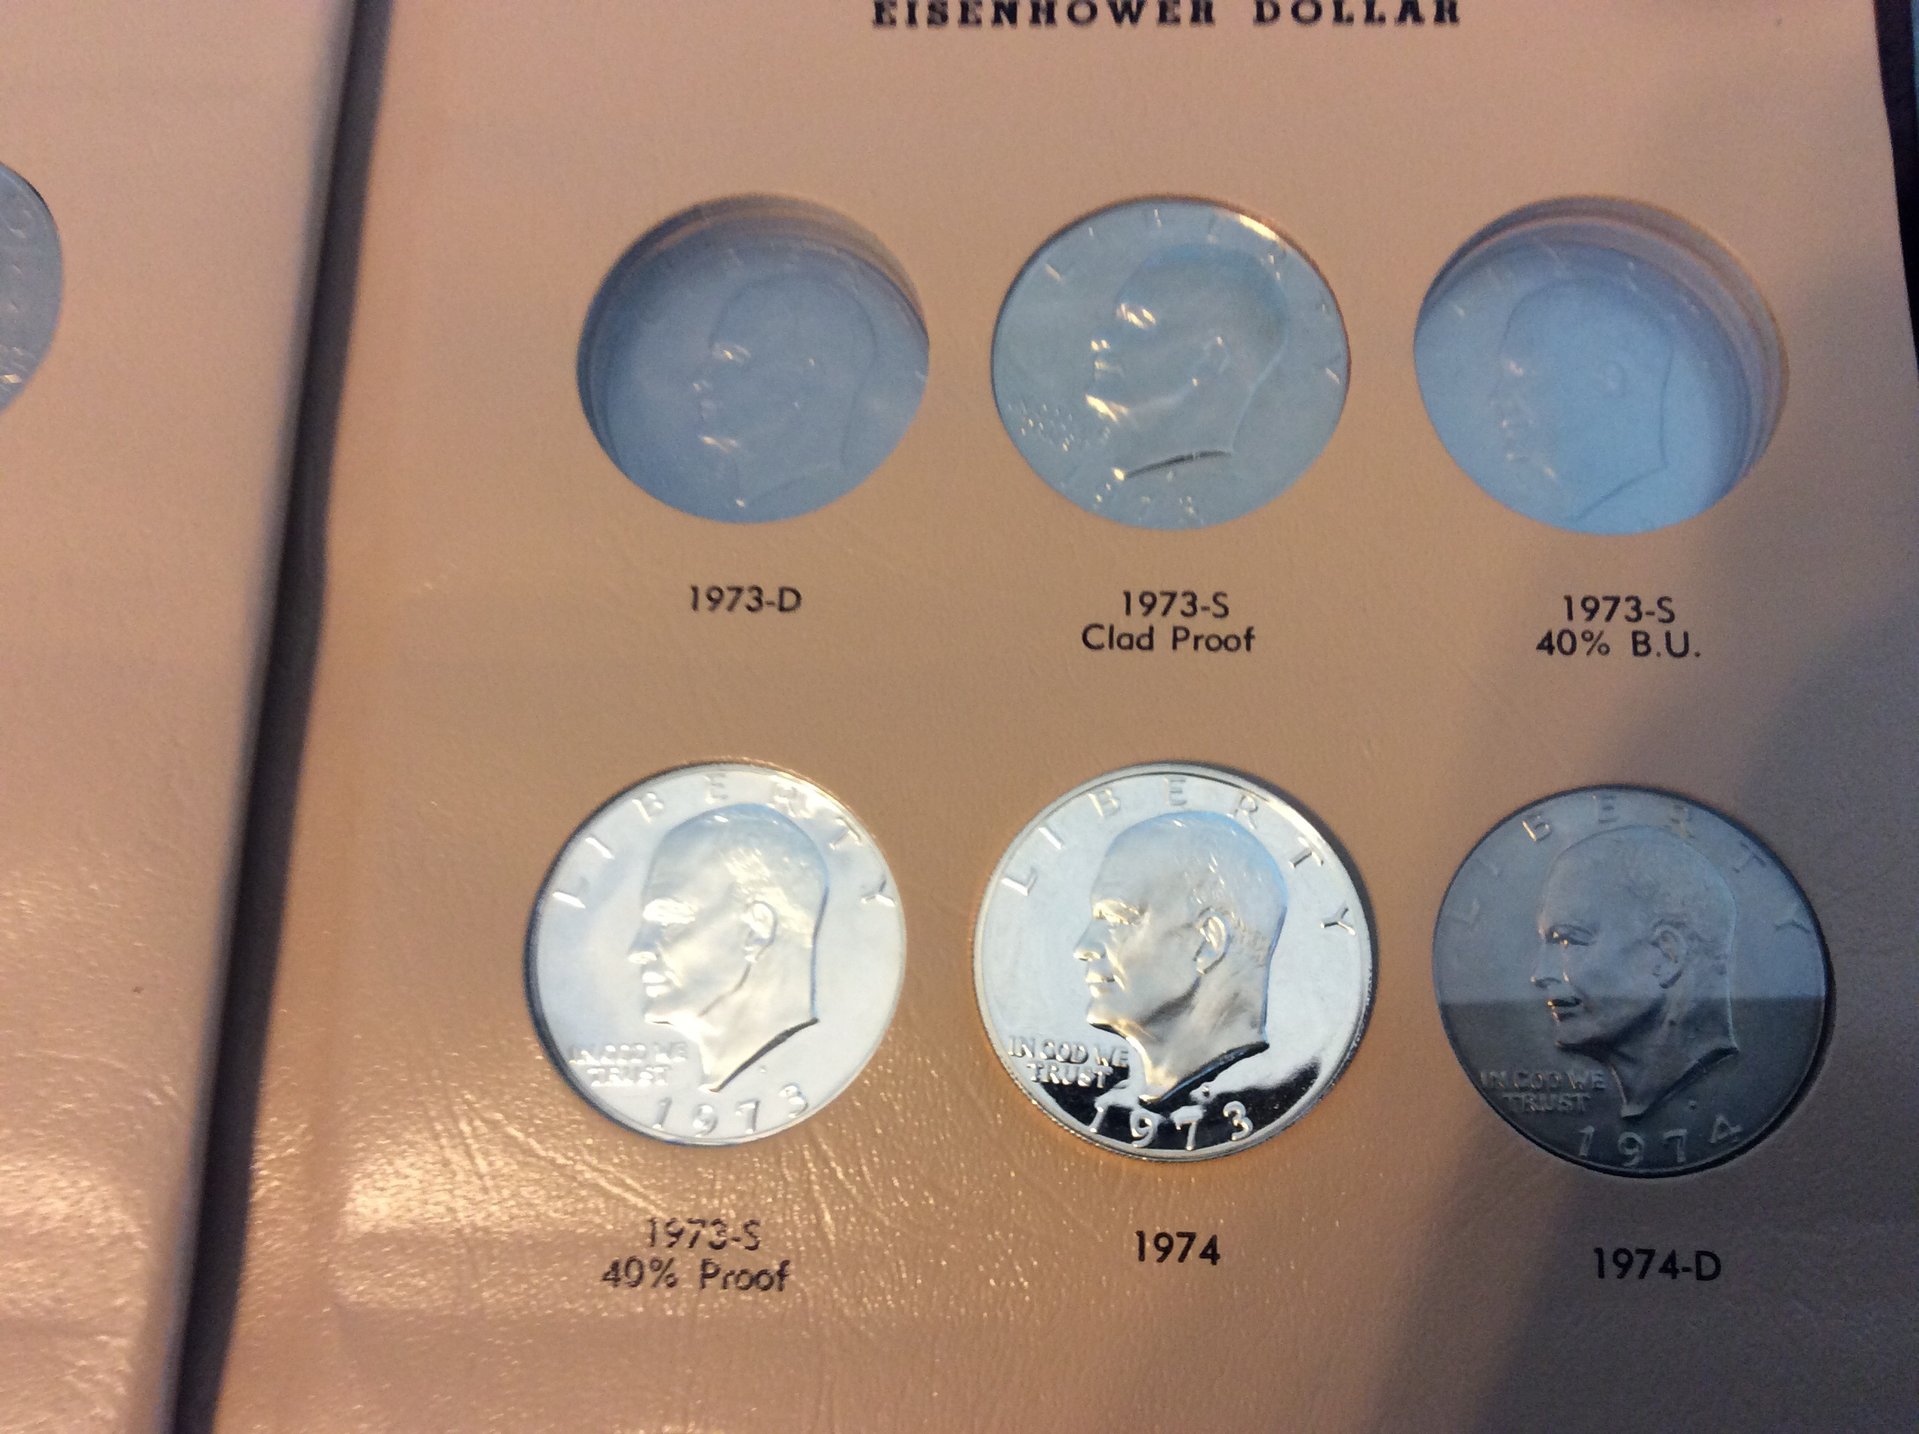 EISENHOWER DOLLAR
1973-D
1973-S
Clad Proof
1973-S
40% B.U.
LIBERTY
IN GOD WE
TRUST
1973
LIBERTY
IN GOD WE
TRUST
1973
LIBERTY
IN GOD WE
TRUST
1974
1973-S
40% Proof
1974
1974-D